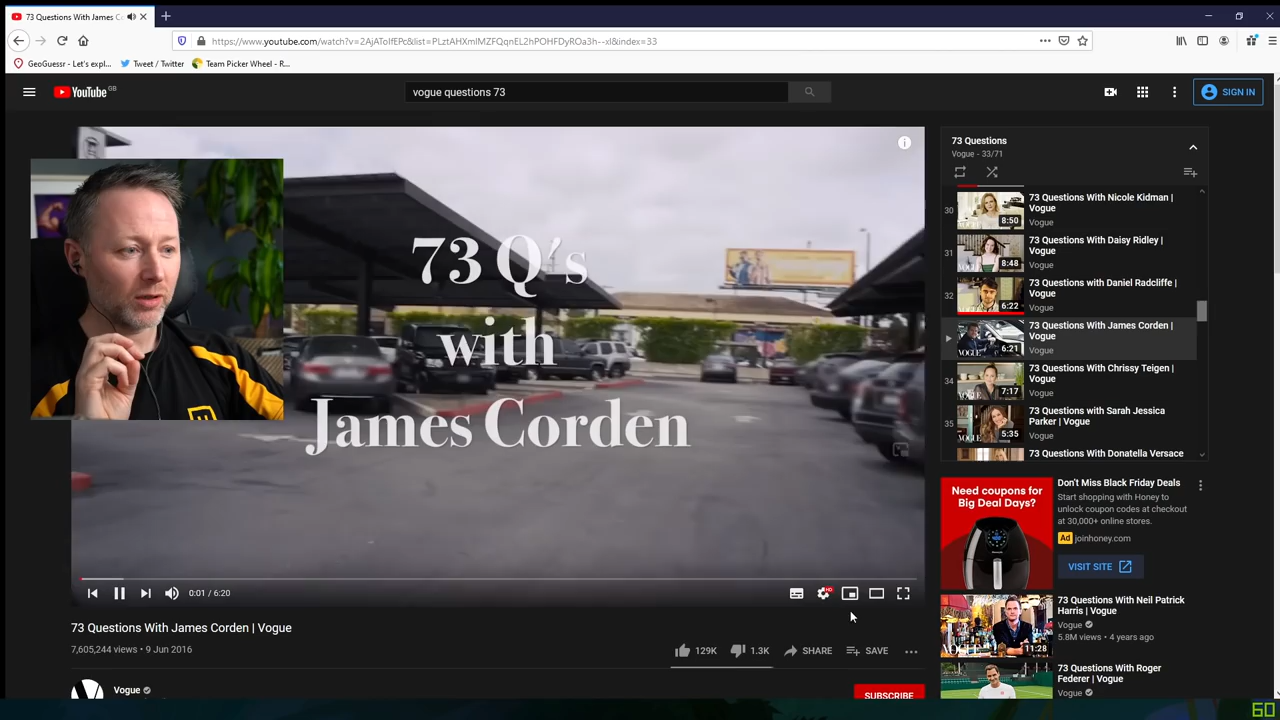 73 Questions With James Co
https://www.youtube.com/watch?v=2AjAToIfEPc&list=PLztAHXmlMZFQqnEL2hPOHFDyROa3h--xl&index=33
GeoGuessr - Let's expl...
Tweet / Twitter
Team Picker Wheel - R...
YouTube GB
vogue questions 73
SIGN IN
73 Q's
with
James Corden
0:01 / 6:20
HD
73 Questions With James Corden | Vogue
7,605,244 views • 9 Jun 2016
129K
1.3K
SHARE
SAVE
Vogue
SUBSCRIBE
73 Questions
Vogue - 33/71
30
8:50
73 Questions With Nicole Kidman |
Vogue
Vogue
31
VOGUE
8:48
73 Questions With Daisy Ridley |
Vogue
Vogue
32
VOGUE
6:22
73 Questions with Daniel Radcliffe |
Vogue
Vogue
VOGUE
6:21
73 Questions With James Corden |
Vogue
Vogue
34
VOGUE
7:17
73 Questions With Chrissy Teigen |
Vogue
Vogue
35
VOGUE
5:35
73 Questions with Sarah Jessica
Parker | Vogue
Vogue
73 Questions With Donatella Versace
Need coupons for
Big Deal Days?
Don't Miss Black Friday Deals
Start shopping with Honey to
unlock coupon codes at checkout
at 30,000+ online stores.
Ad joinhoney.com
VISIT SITE
11:28
73 Questions With Neil Patrick
Harris | Vogue
Vogue
5.8M views • 4 years ago
73 Questions With Roger
Federer | Vogue
Vogue
60